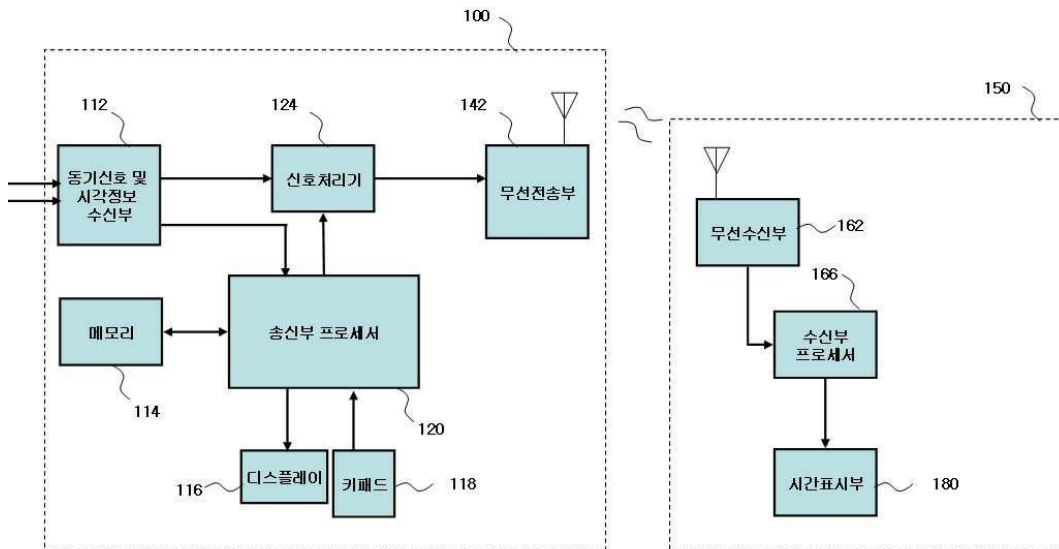 100
112
124
142
150
동기신호 및
시각정보
수신부
신호처리기
무선전송부
무선수신부
162
166
메모리
송신부 프로세서
수신부
프로세서
114
120
116
디스플레이
키패드
118
시간표시부
180